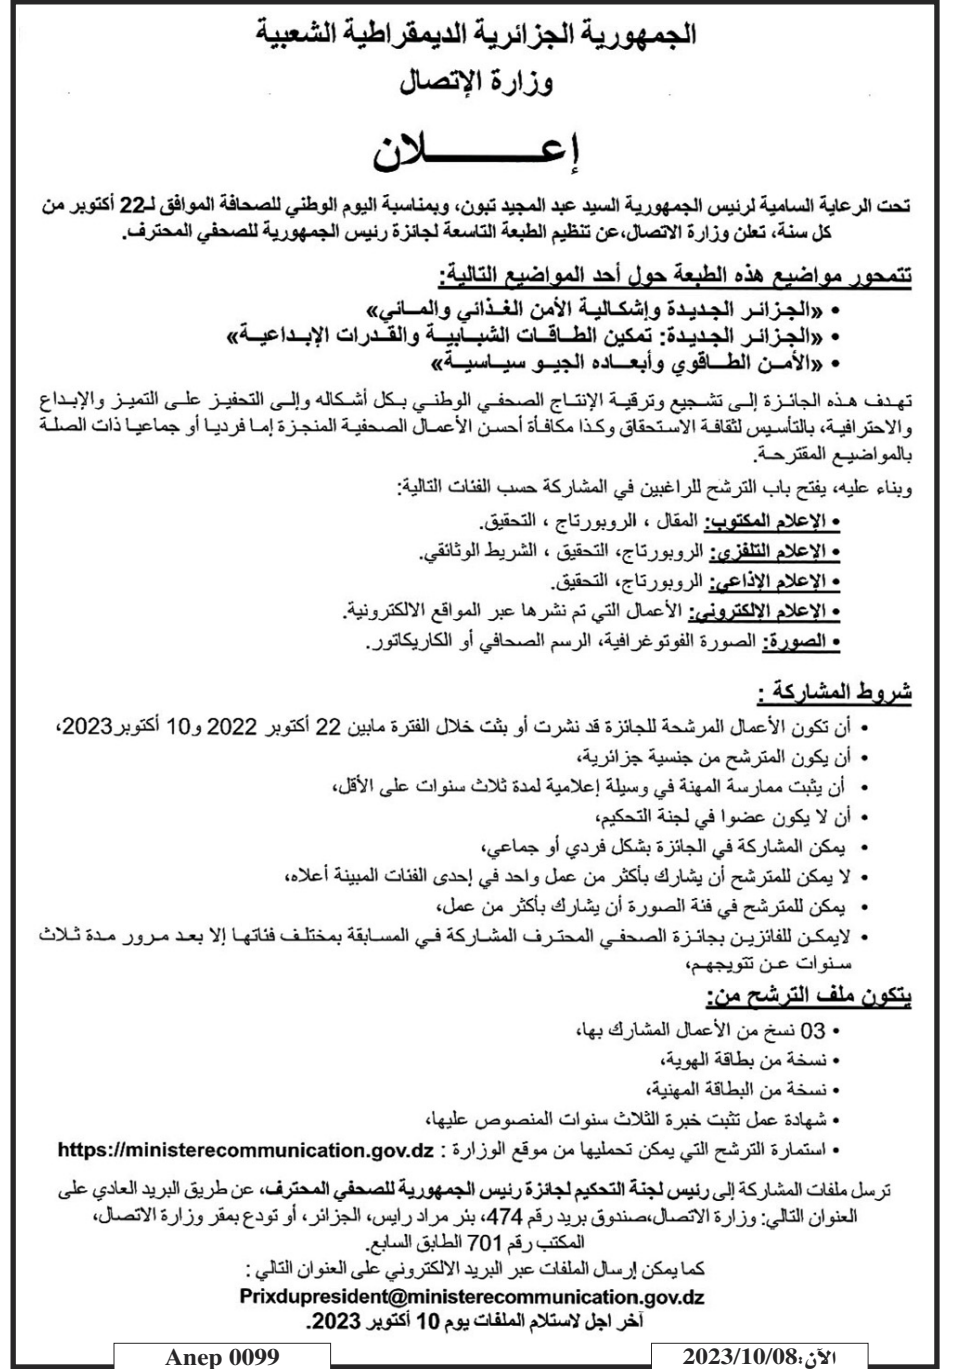 الجمهورية الجزائرية الديمقراطية الشعبية
وزارة الإتصال
إعـــــــلان
تحت الرعاية السامية لرئيس الجمهورية السيد عبد المجيد تبون، وبمناسبة اليوم الوطني للصحافة الموافق لـ22 أكتوبر من
كل سنة، تعلن وزارة الاتصال،عن تنظيم الطبعة التاسعة لجائزة رئيس الجمهورية للصحفي المحترف.
تتمحور مواضيع هذه الطبعة حول أحد المواضيع التالية:
• «الجزائر الجديدة وإشكالية الأمن الغذائي والمائي»
• «الجزائر الجديدة: تمكين الطاقات الشبابية والقدرات الإبداعية»
• «الأمن الطاقوي وأبعاده الجيو سياسية»
تهدف هذه الجائزة إلى تشجيع وترقية الإنتاج الصحفي الوطني بكل أشكاله وإلى التحفيز على التميز والإبداع
والاحترافية، بالتأسيس لثقافة الاستحقاق وكذا مكافأة أحسن الأعمال الصحفية المنجزة إما فرديا أو جماعيا ذات الصلة
بالمواضيع المقترحة.
وبناء عليه، يفتح باب الترشح للراغبين في المشاركة حسب الفئات التالية:
• الإعلام المكتوب: المقال ، الروبورتاج ، التحقيق.
• الإعلام التلفزي: الروبورتاج، التحقيق ، الشريط الوثائقي.
• الإعلام الإذاعي: الروبورتاج، التحقيق.
• الإعلام الإلكتروني: الأعمال التي تم نشرها عبر المواقع الالكترونية.
• الصورة: الصورة الفوتوغرافية، الرسم الصحافي أو الكاريكاتور.
شروط المشاركة :
• أن تكون الأعمال المرشحة للجائزة قد نشرت أو بثت خلال الفترة مابين 22 أكتوبر 2022 و10 أكتوبر2023،
• أن يكون المترشح من جنسية جزائرية،
• أن يثبت ممارسة المهنة في وسيلة إعلامية لمدة ثلاث سنوات على الأقل،
• أن لا يكون عضوا في لجنة التحكيم،
• يمكن المشاركة في الجائزة بشكل فردي أو جماعي،
• لا يمكن للمترشح أن يشارك بأكثر من عمل واحد في إحدى الفئات المبينة أعلاه،
• يمكن للمترشح في فئة الصورة أن يشارك بأكثر من عمل،
• لايمكن للفائزين بجائزة الصحفي المحترف المشاركة في المسابقة بمختلف فئاتها إلا بعد مرور مدة ثلاث
سنوات عن تتويجهم،
يتكون ملف الترشح من:
• 03 نسخ من الأعمال المشارك بها،
• نسخة من بطاقة الهوية،
• نسخة من البطاقة المهنية،
• شهادة عمل تثبت خبرة الثلاث سنوات المنصوص عليها،
• استمارة الترشح التي يمكن تحمليها من موقع الوزارة : https://ministerecommunication.gov.dz
ترسل ملفات المشاركة إلى رئيس لجنة التحكيم لجائزة رئيس الجمهورية للصحفي المحترف، عن طريق البريد العادي على
العنوان التالي: وزارة الاتصال،صندوق بريد رقم 474، بئر مراد رايس، الجزائر، أو تودع بمقر وزارة الاتصال،
المكتب رقم 701 الطابق السابع.
كما يمكن إرسال الملفات عبر البريد الالكتروني على العنوان التالي :
Prixdupresident@ministerecommunication.gov.dz
آخر اجل لاستلام الملفات يوم 10 أكتوبر 2023.
الآن:2023/10/08
Anep 0099